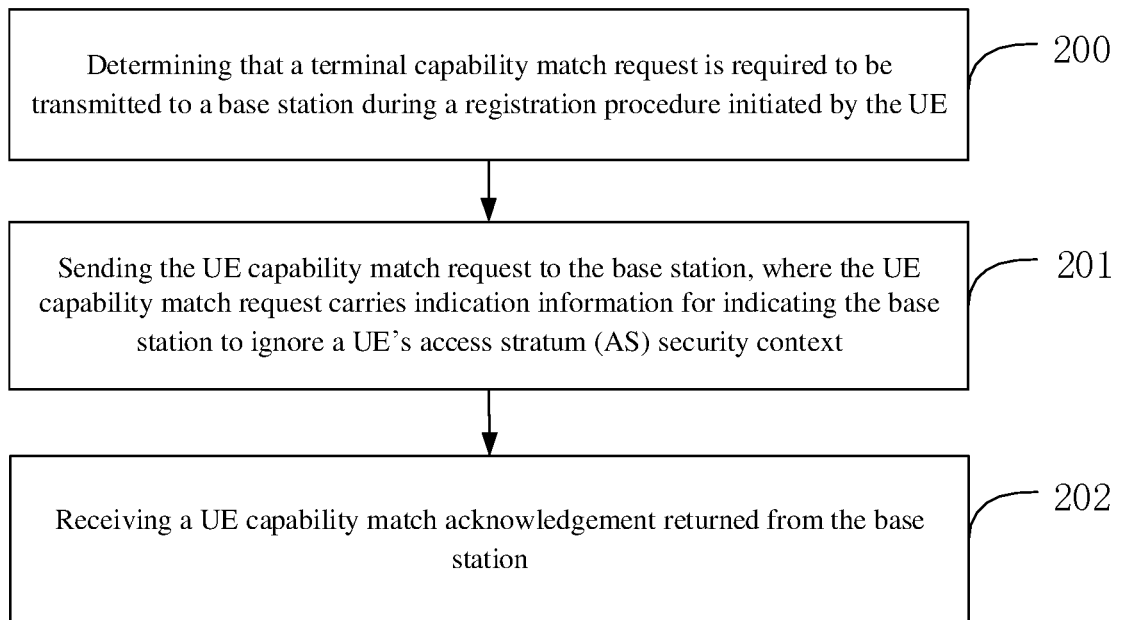 Determining that a terminal capability match request is required to be
transmitted to a base station during a registration procedure initiated by the UE
200
Sending the UE capability match request to the base station, where the UE
capability match request carries indication information for indicating the base
station to ignore a UE’s access stratum (AS) security context
201
Receiving a UE capability match acknowledgement returned from the base
station
202